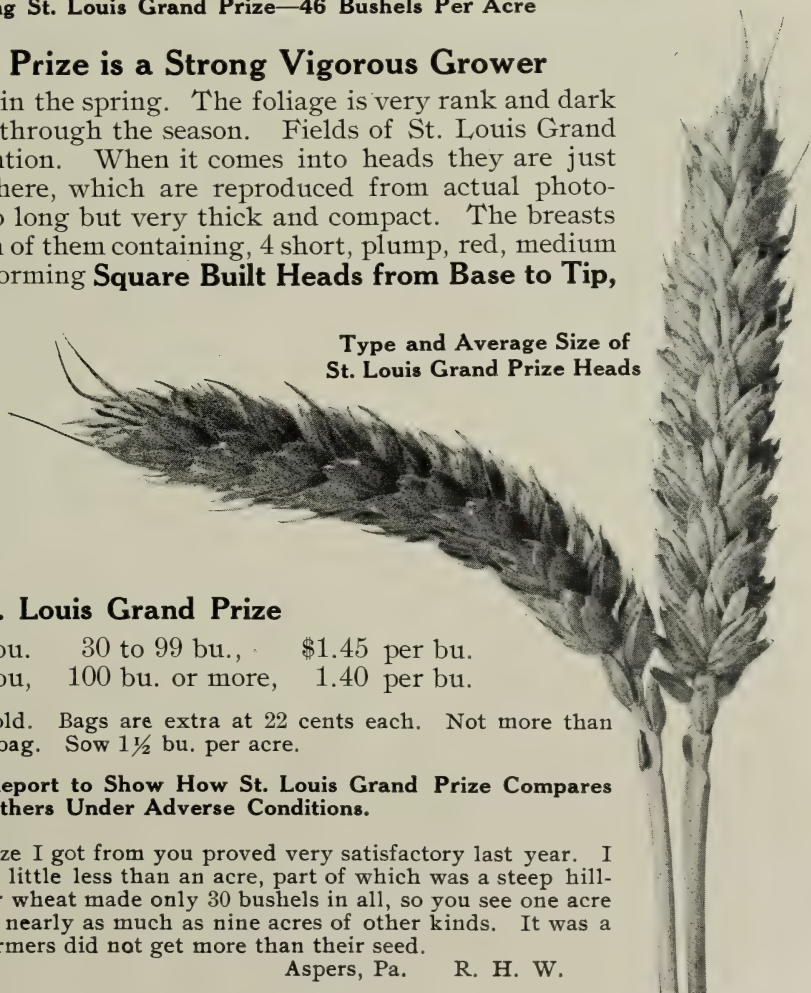 ng St. Louis Grand Prize—46 Bushels Per Acre
Prize is a Strong Vigorous Grower
in the spring. The foliage is very rank and dark
through the season. Fields of St. Louis Grand
ntion. When it comes into heads they are just
here, which are reproduced from actual photo-
o long but very thick and compact. The breasts
h of them containing, 4 short, plump, red, medium
orming Square Built Heads from Base to Tip,
Type and Average Size of
St. Louis Grand Prize Heads
. Louis Grand Prize
bu. 30 to 99 bu., $1.45 per bu.
bu, 100 bu. or more, 1.40 per bu.
old. Bags are extra at 22 cents each. Not more than
bag. Sow 1½ bu. per acre.
Report to Show How St. Louis Grand Prize Compares
thers Under Adverse Conditions.
ze I got from you proved very satisfactory last year. I
little less than an acre, part of which was a steep hill-
r wheat made only 30 bushels in all, so you see one acre
nearly as much as nine acres of other kinds. It was a
rmers did not get more than their seed.
Aspers, Pa. R. H. W.